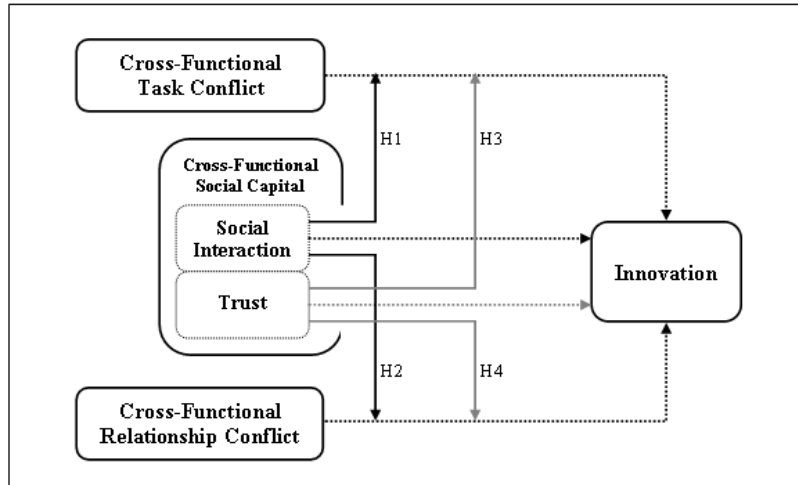 Cross-Functional
Task Conflict
H1
H3
Cross-Functional
Social Capital
Social
Interaction
Trust
Innovation
H2
H4
Cross-Functional
Relationship Conflict